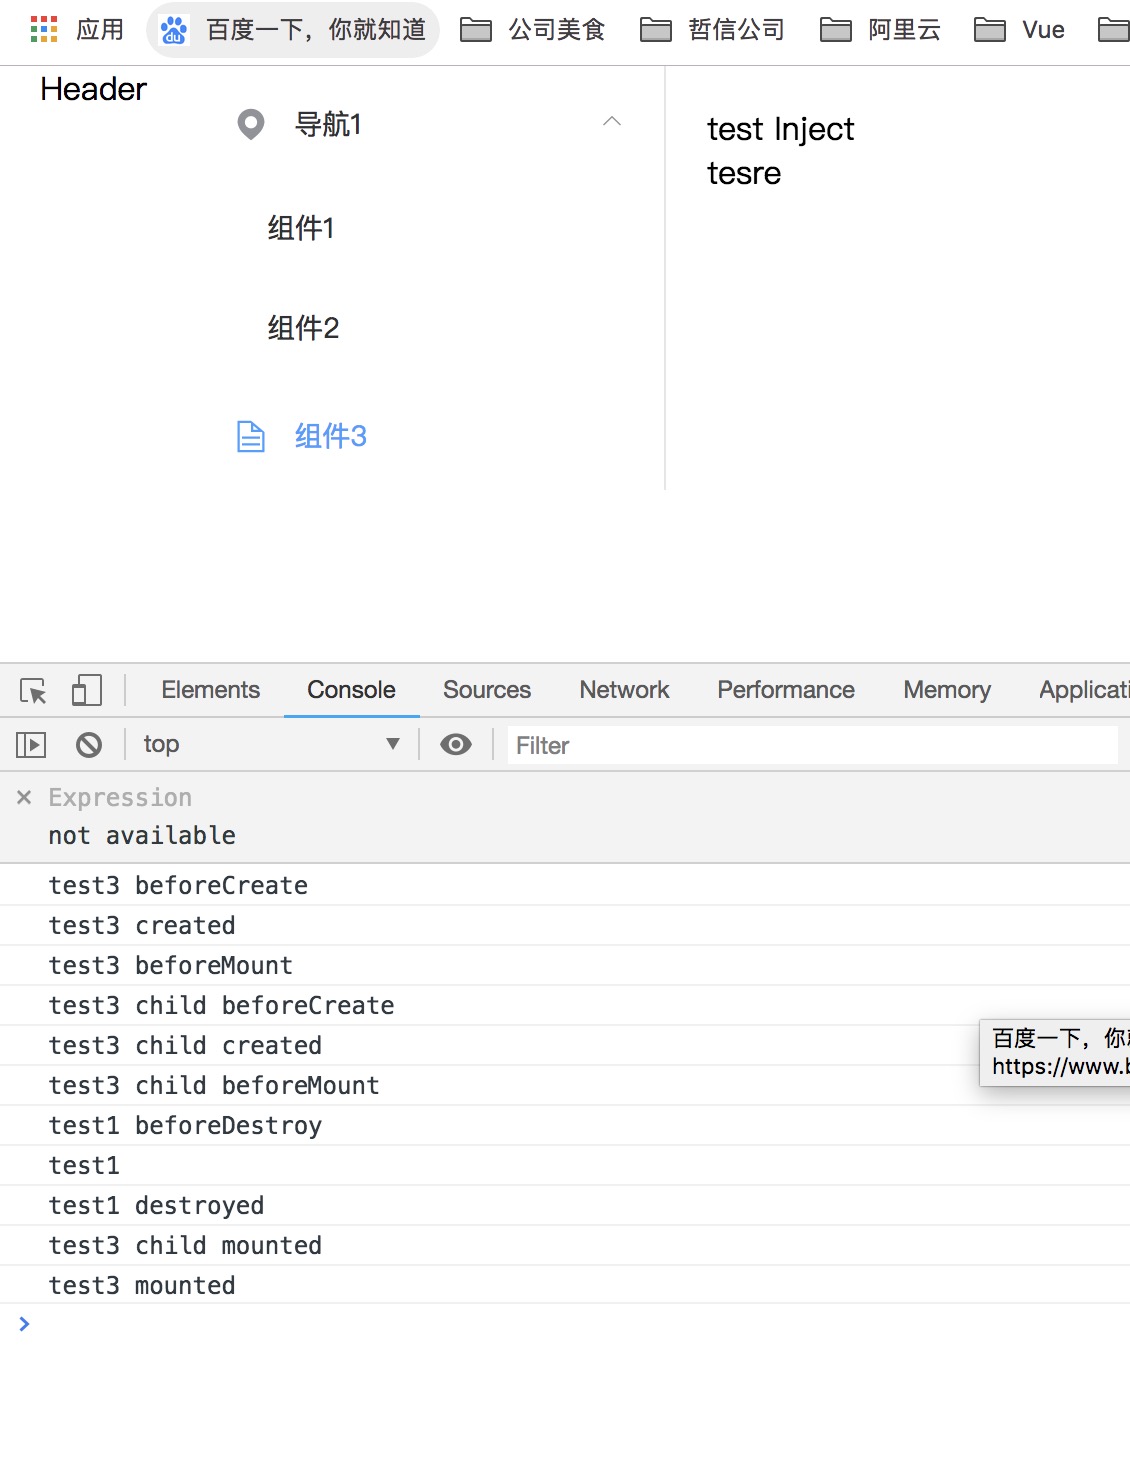 应用 百度一下，你就知道 公司美食 哲信公司 阿里云 Vue
Header
导航1
组件1
组件2
组件3
test Inject
tesre
Elements Console Sources Network Performance Memory Applicati
top Filter
Expression
not available
test3 beforeCreate
test3 created
test3 beforeMount
test3 child beforeCreate
test3 child created
test3 child beforeMount
test1 beforeDestroy
test1
test1 destroyed
test3 child mounted
test3 mounted
百度一下，你
https://www.b